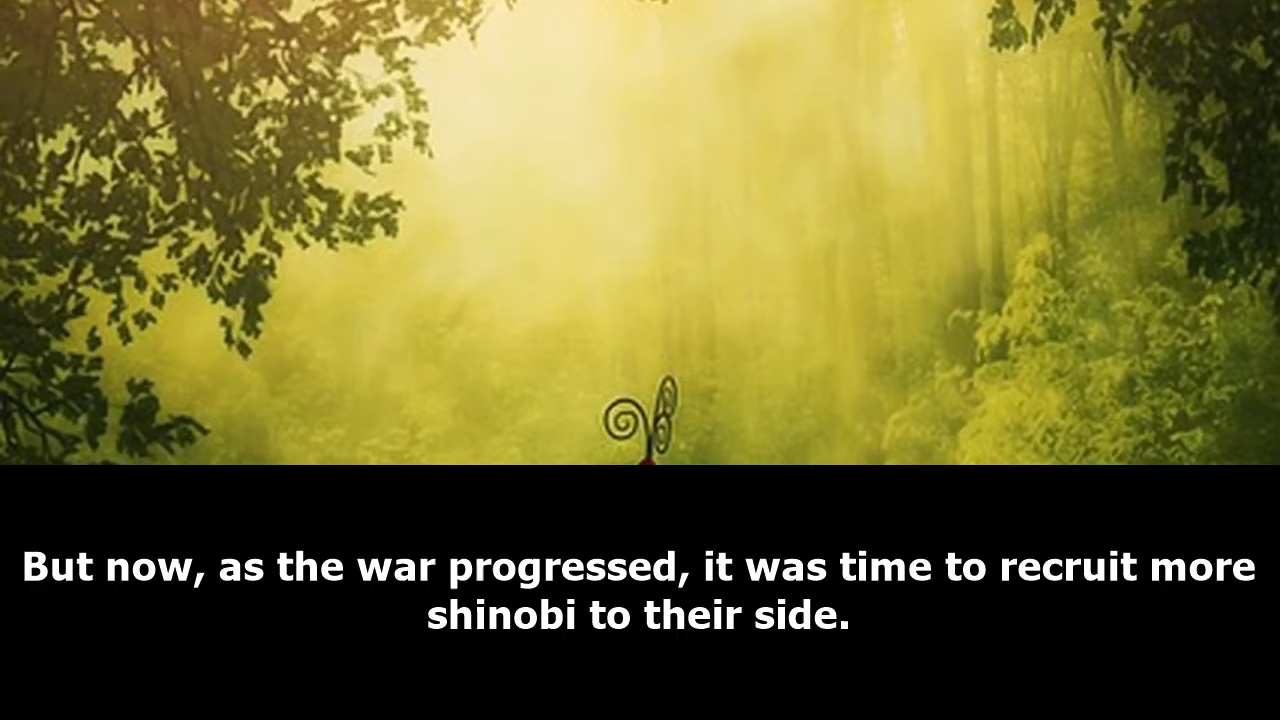 But now, as the war progressed, it was time to recruit more
shinobi to their side.